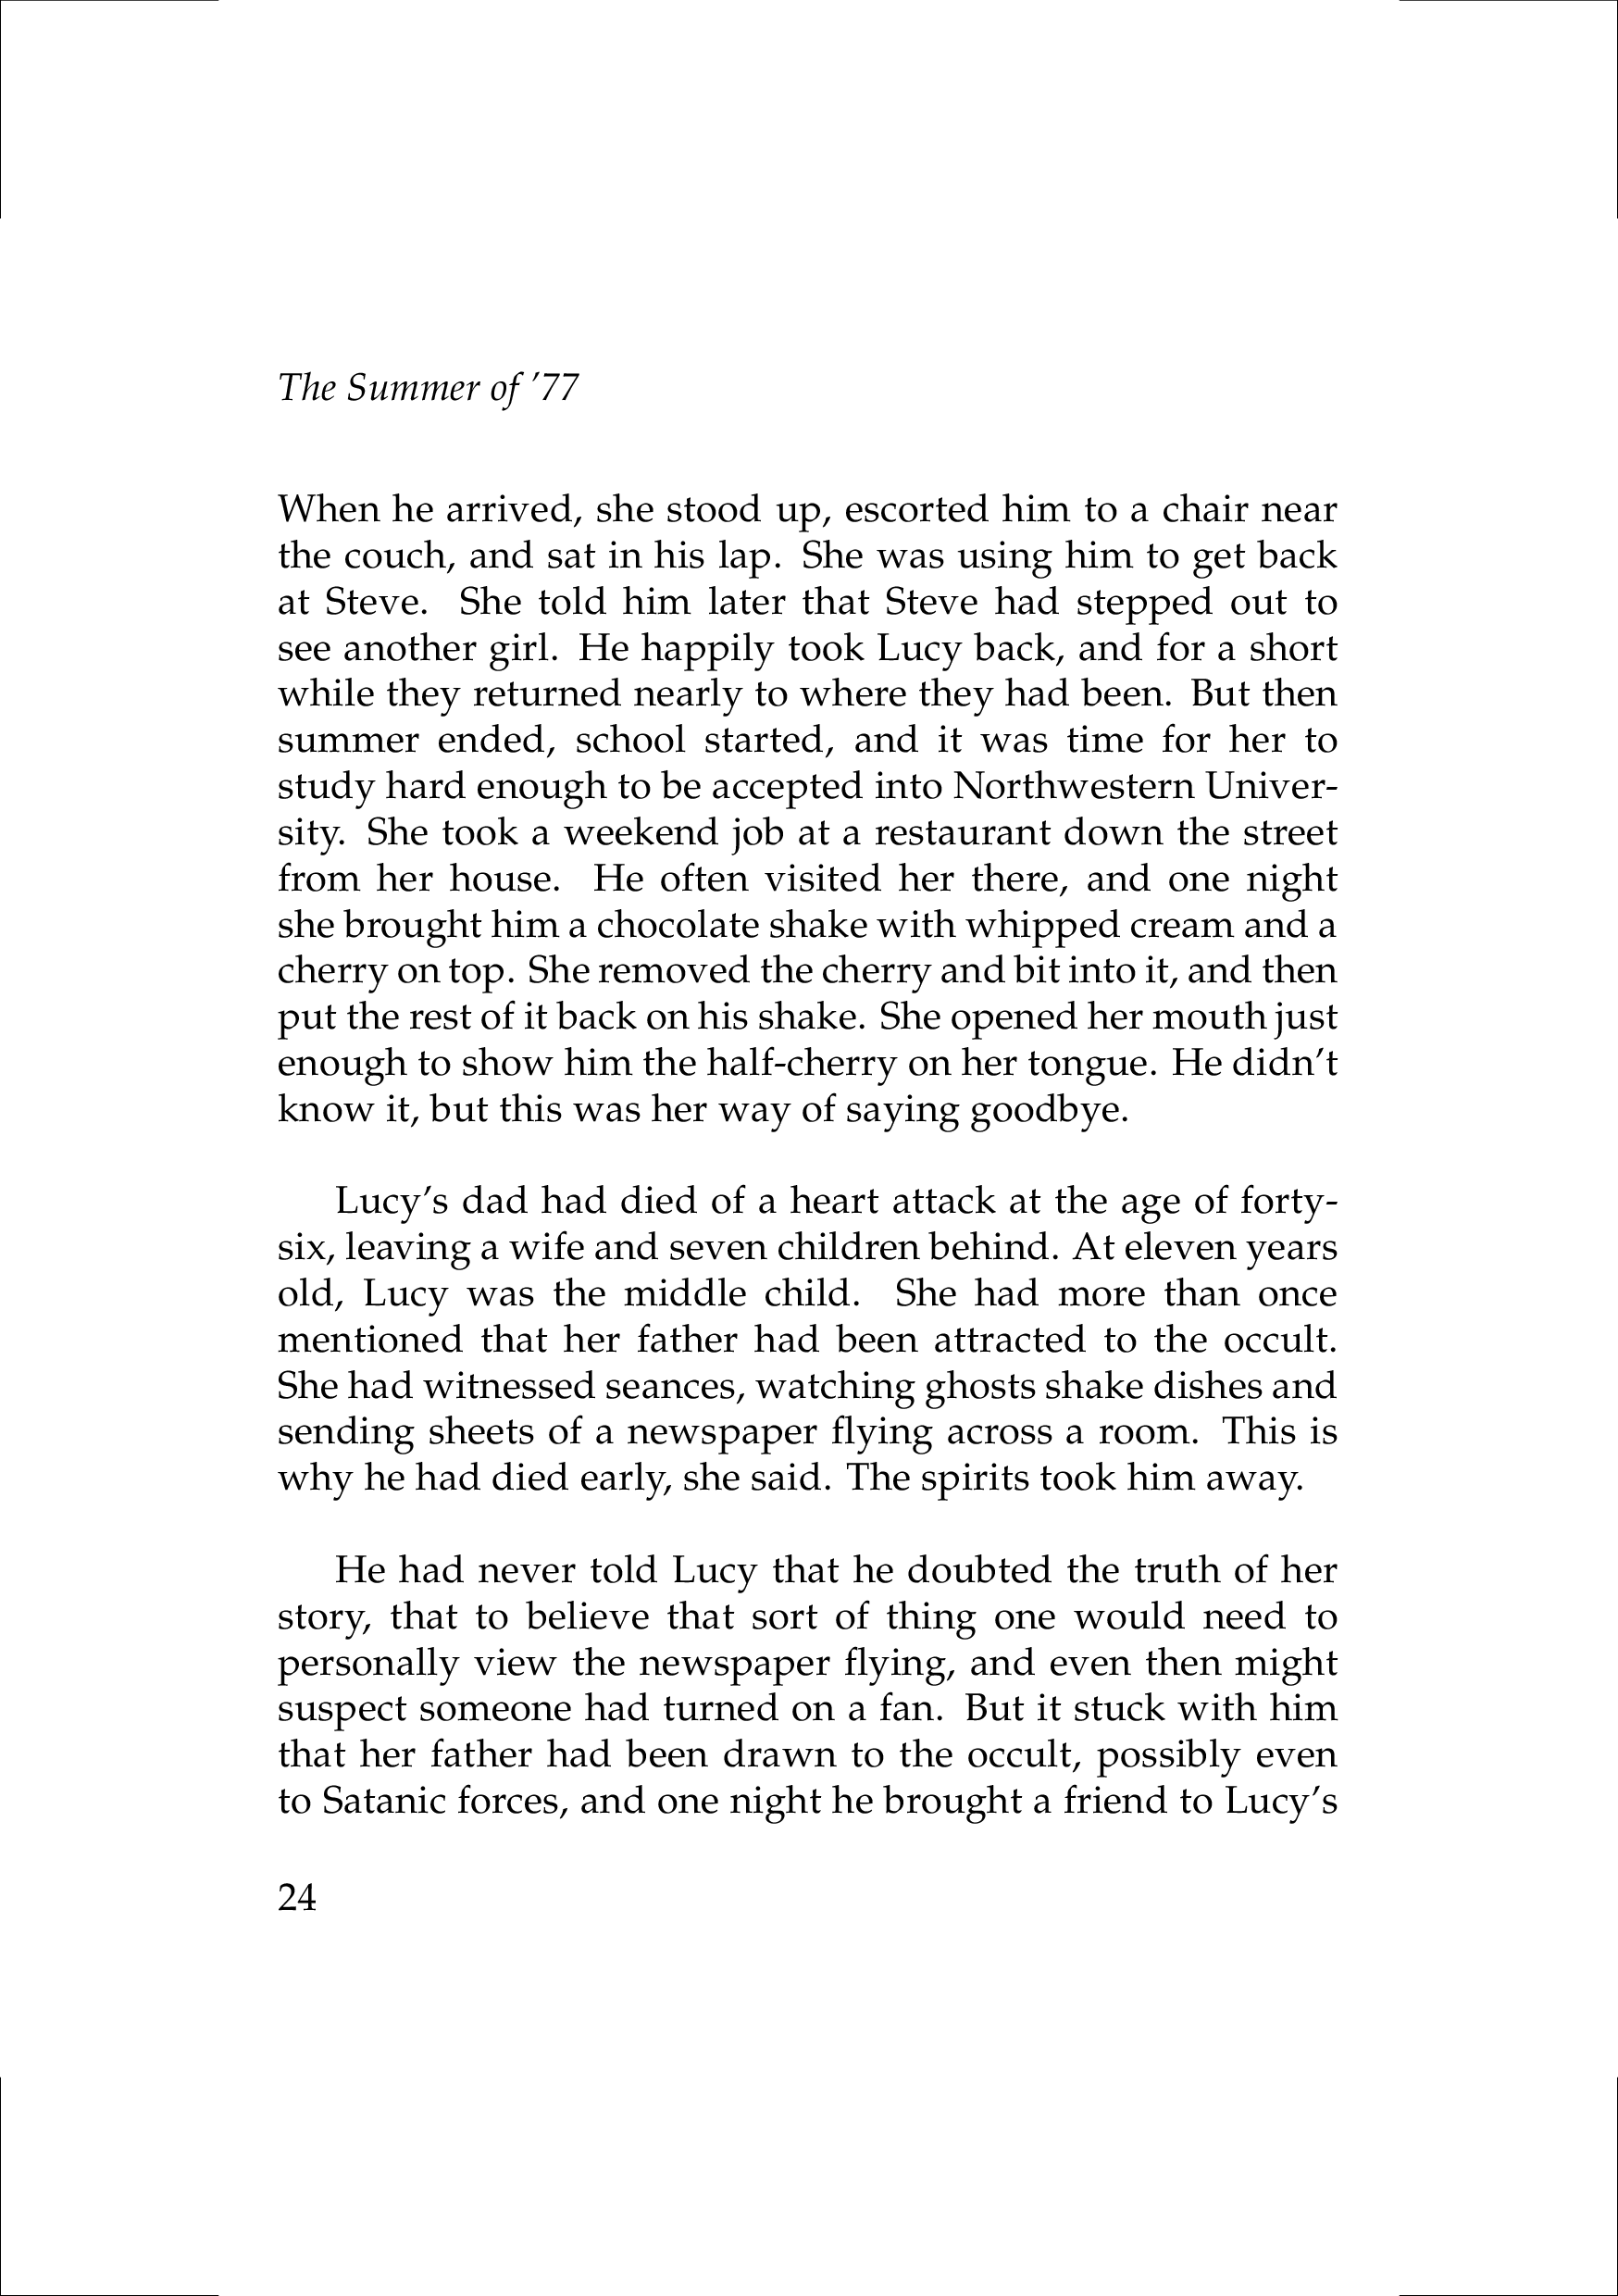 The Summer of ’77
When he arrived, she stood up, escorted him to a chair near
the couch, and sat in his lap. She was using him to get back
at Steve. She told him later that Steve had stepped out to
see another girl. He happily took Lucy back, and for a short
while they returned nearly to where they had been. But then
summer ended, school started, and it was time for her to
study hard enough to be accepted into Northwestern Univer-
sity. She took a weekend job at a restaurant down the street
from her house. He often visited her there, and one night
she brought him a chocolate shake with whipped cream and a
cherry on top. She removed the cherry and bit into it, and then
put the rest of it back on his shake. She opened her mouth just
enough to show him the half-cherry on her tongue. He didn’t
know it, but this was her way of saying goodbye.
Lucy’s dad had died of a heart attack at the age of forty-
six, leaving a wife and seven children behind. At eleven years
old, Lucy was the middle child. She had more than once
mentioned that her father had been attracted to the occult.
She had witnessed seances, watching ghosts shake dishes and
sending sheets of a newspaper flying across a room. This is
why he had died early, she said. The spirits took him away.
He had never told Lucy that he doubted the truth of her
story, that to believe that sort of thing one would need to
personally view the newspaper flying, and even then might
suspect someone had turned on a fan. But it stuck with him
that her father had been drawn to the occult, possibly even
to Satanic forces, and one night he brought a friend to Lucy’s
24